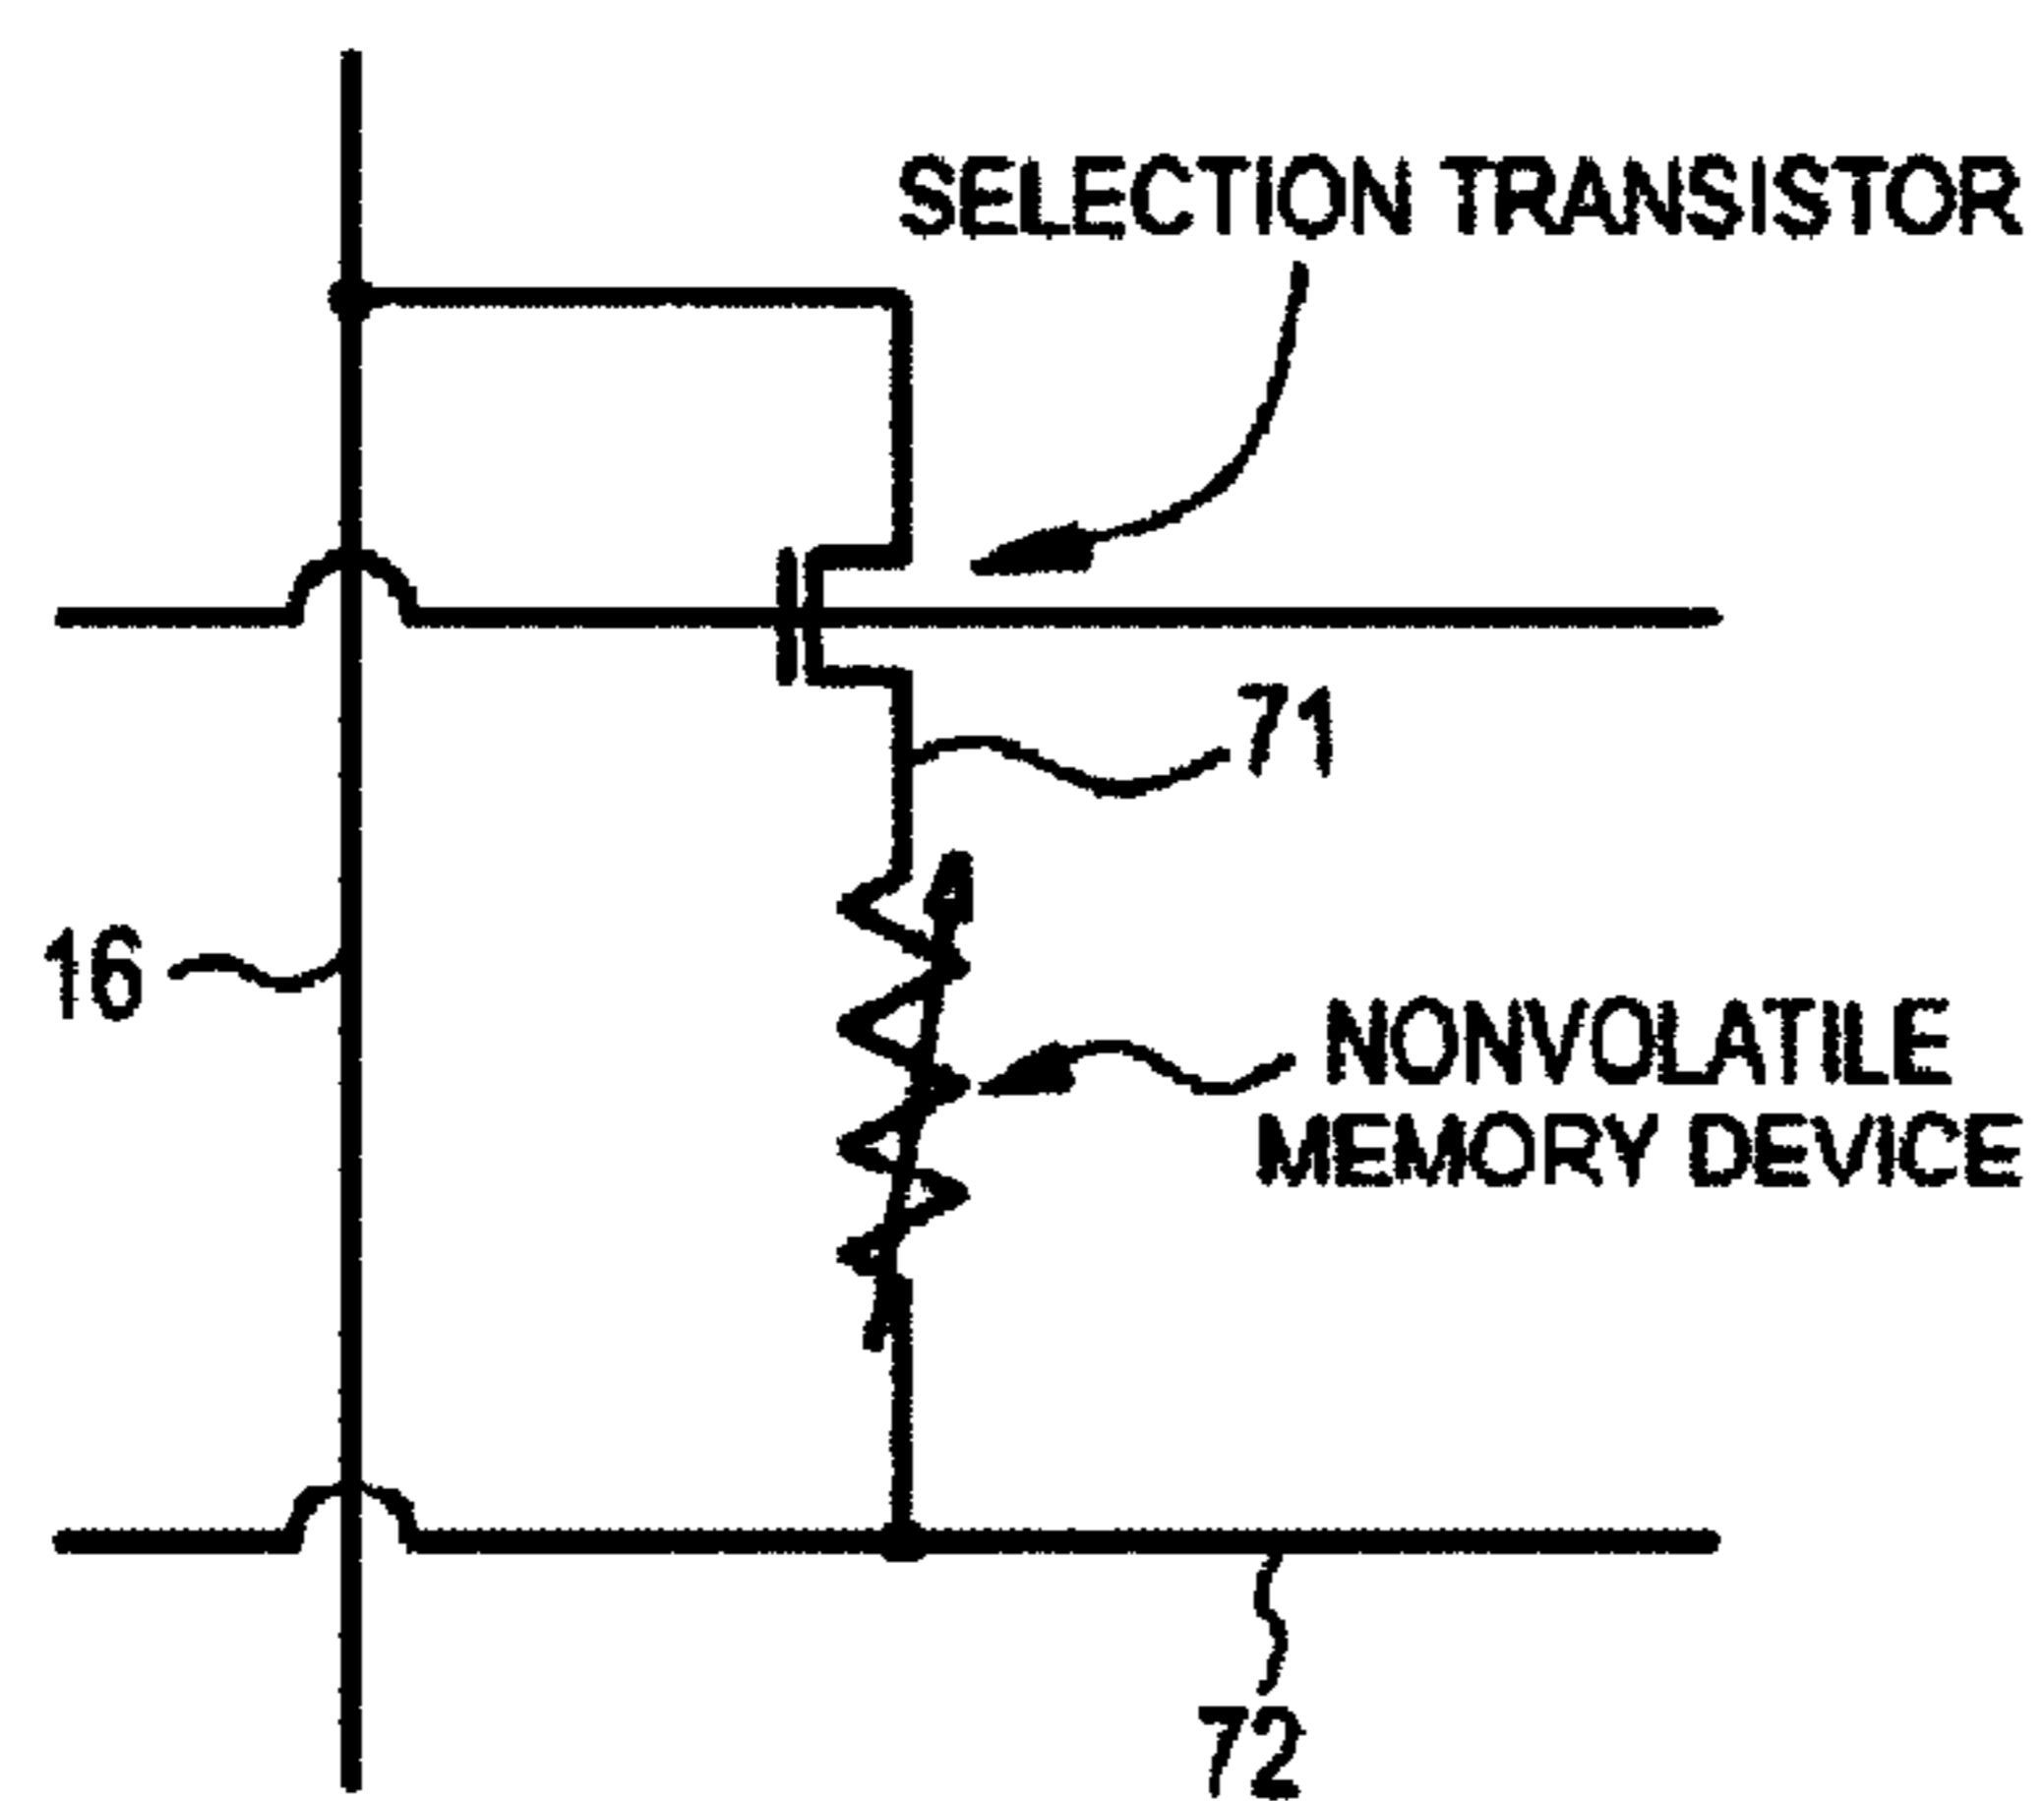 SELECTION TRANSISTOR
71
16
NONVOLATILE
MEMORY DEVICE
72